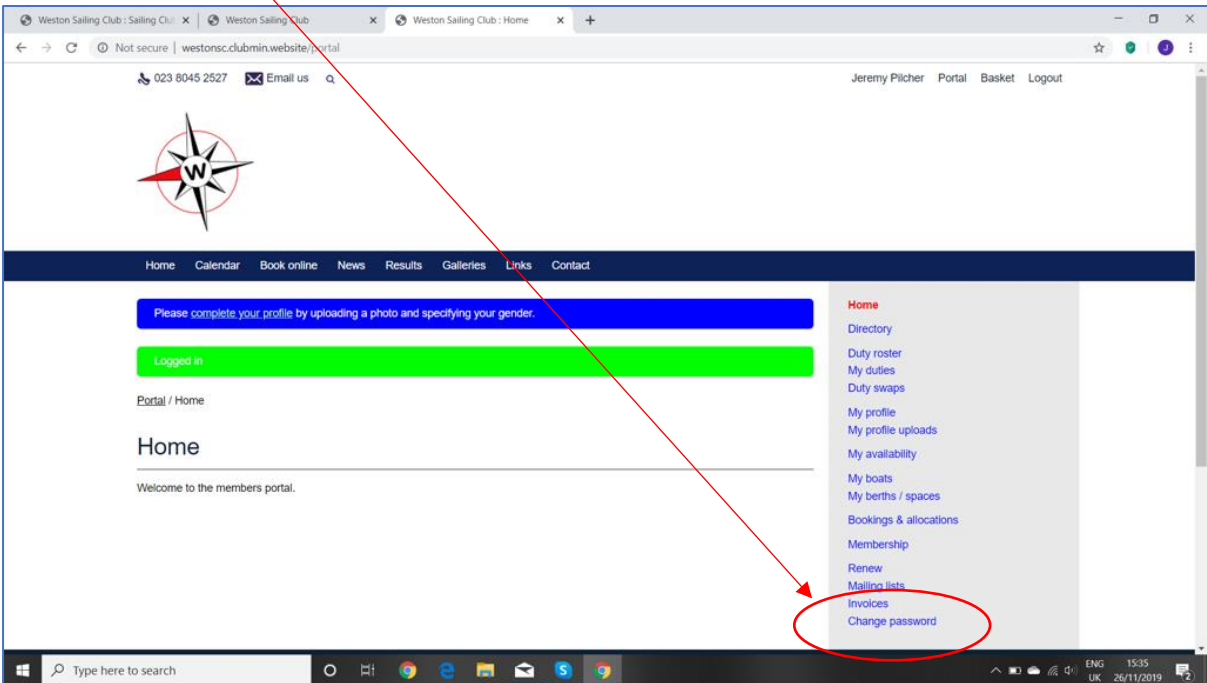 Weston Sailing Club : Sailing Clu
Weston Sailing Club
Weston Sailing Club : Home
Not secure | westonsc.clubmin.website/portal
023 8045 2527 Email us
Jeremy Pilcher Portal Basket Logout
J
W
Home Calendar Book online News Results Galleries Links Contact
Please complete your profile by uploading a photo and specifying your gender.
Logged in
Portal / Home
Home
Welcome to the members portal.
Home
Directory
Duty roster
My duties
Duty swaps
My profile
My profile uploads
My availability
My boats
My berths / spaces
Bookings & allocations
Membership
Renew
Mailing lists
Invoices
Change password
Type here to search
ENG
UK
15:35
26/11/2019
2